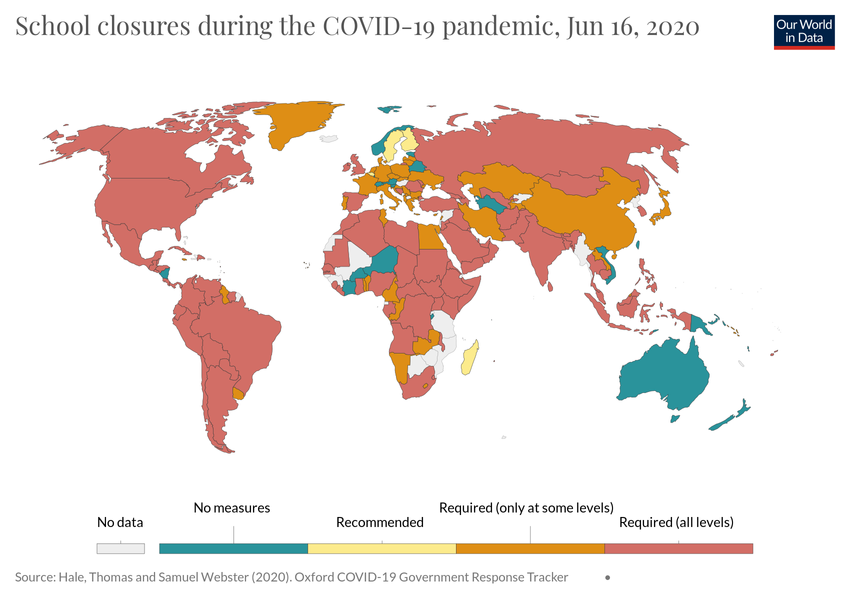 School closures during the COVID-19 pandemic, Jun 16, 2020
Our World
in Data
No data
No measures
Recommended
Required (only at some levels)
Required (all levels)
Source: Hale, Thomas and Samuel Webster (2020). Oxford COVID-19 Government Response Tracker •